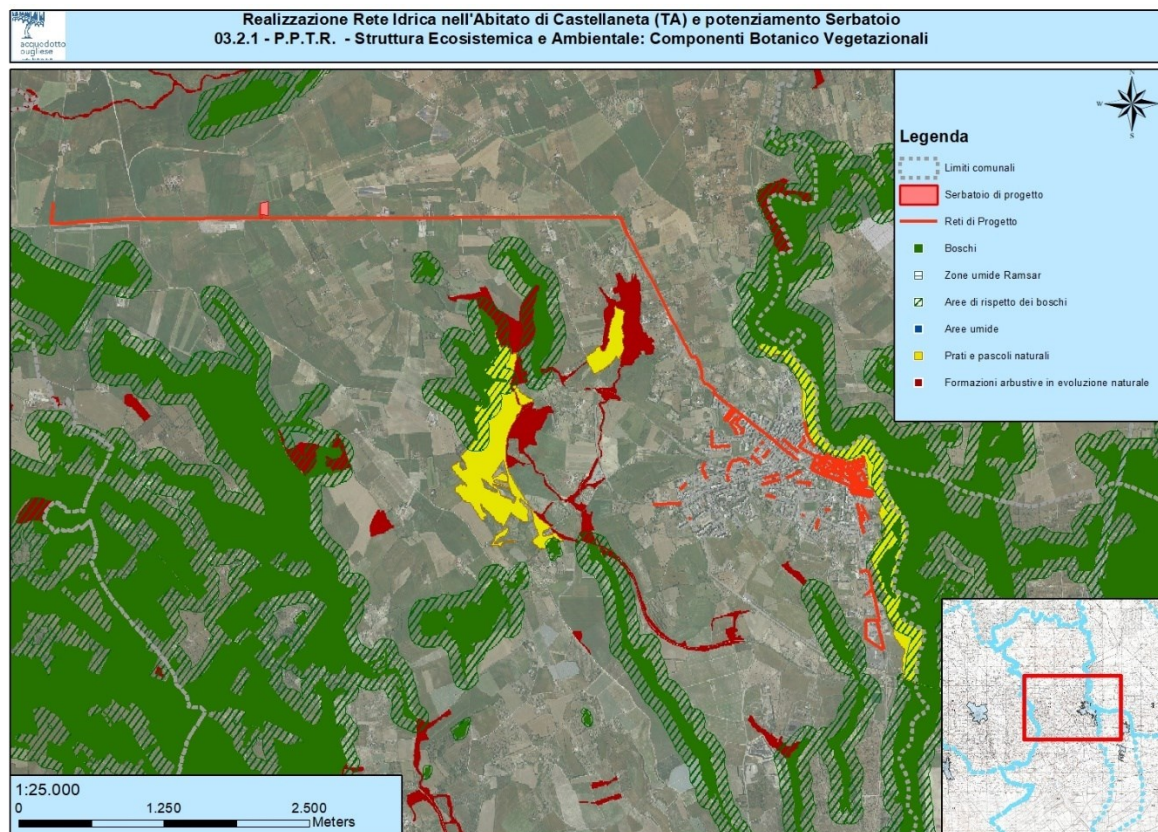 Realizzazione Rete Idrica nell'Abitato di Castellaneta (TA) e potenziamento Serbatoio
03.2.1 - P.P.T.R. - Struttura Ecosistemica e Ambientale: Componenti Botanico Vegetazionali
acquedotto
pugliese
N
W
S
Legenda
Limiti comunali
Serbatoio di progetto
Reti di Progetto
Boschi
Zone umide Ramsar
Aree di rispetto dei boschi
Aree umide
Prati e pascoli naturali
Formazioni arbustive in evoluzione naturale
1:25.000
0 1.250 2.500
Meters